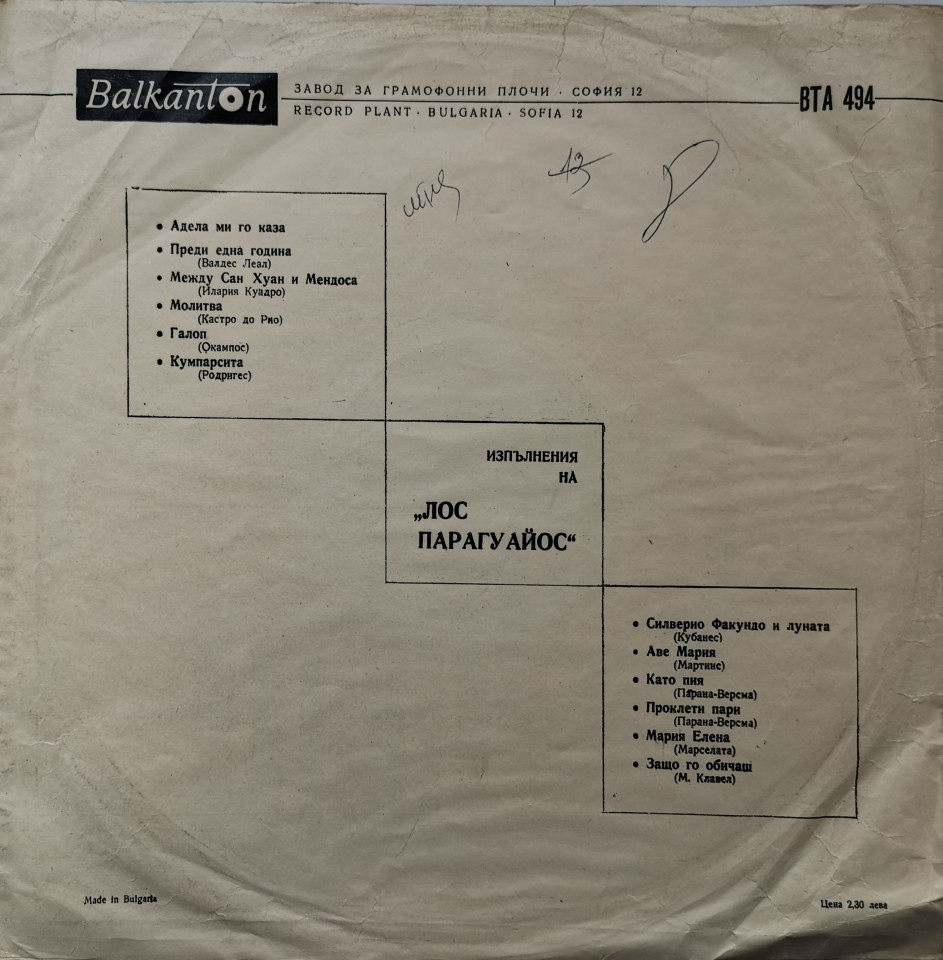 Balkanton
ЗАВОД ЗА ГРАМОФОННИ ПЛОЧИ · СОФИЯ 12
RECORD PLANT · BULGARIA · SOFIA 12
ВТА 494
• Адела ми го каза
• Преди една година
(Валдес Леал)
• Между Сан Хуан и Мендоса
(Илария Куадро)
• Молитва
(Кастро до Рио)
• Галоп
(Окампос)
• Кумпарсита
(Родригес)
ИЗПЪЛНЕНИЯ
НА
„ЛОС
ПАРАГУАЙОС“
• Силверио Факундо и луната
(Кубанес)
• Аве Мария
(Мартинс)
• Като пия
(Парана-Версма)
• Проклети пари
(Парана-Версма)
• Мария Елена
(Марселата)
• Защо го обичаш
(М. Клавел)
Made in Bulgaria
Цена 2,30 лева